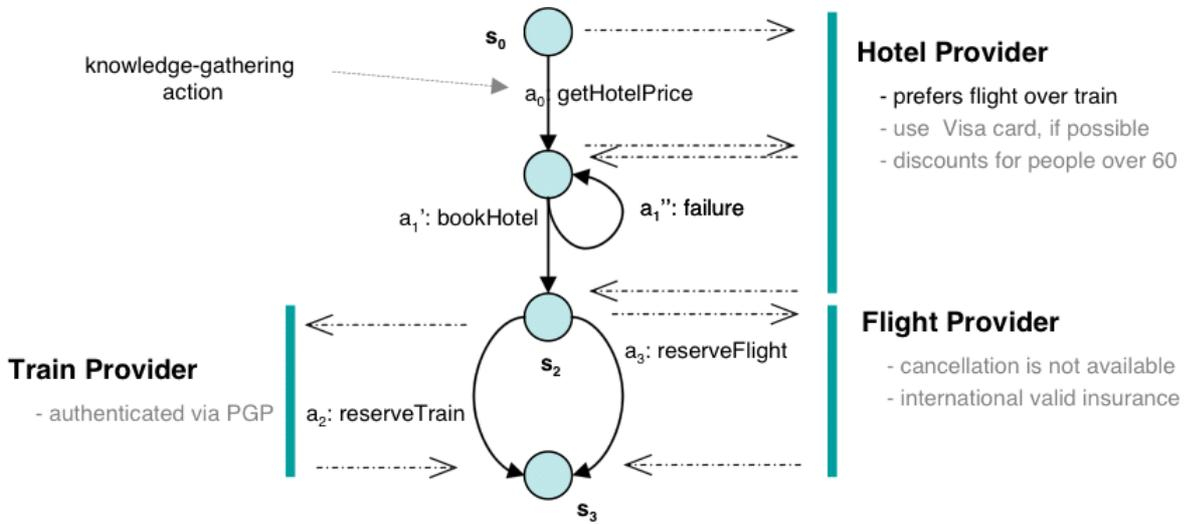 s0
Hotel Provider
knowledge-gathering
action
a0: getHotelPrice
- prefers flight over train
- use Visa card, if possible
- discounts for people over 60
a1': bookHotel
a1'': failure
Flight Provider
s2
a3: reserveFlight
Train Provider
- cancellation is not available
- international valid insurance
- authenticated via PGP
a2: reserveTrain
s3